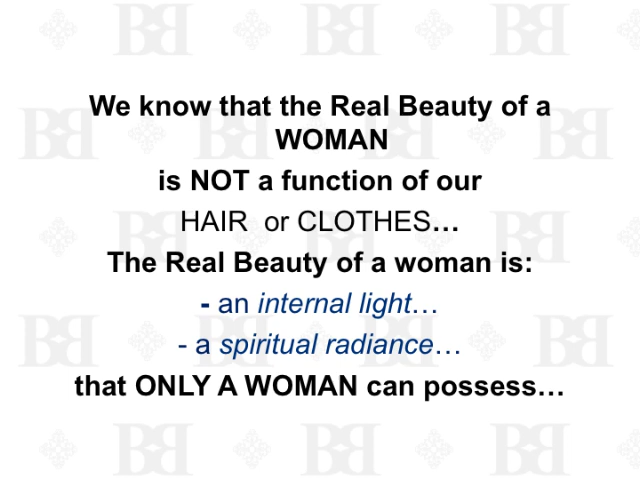 We know that the Real Beauty of a
WOMAN
is NOT a function of our
HAIR or CLOTHES…
The Real Beauty of a woman is:
- an internal light…
- a spiritual radiance…
that ONLY A WOMAN can possess…